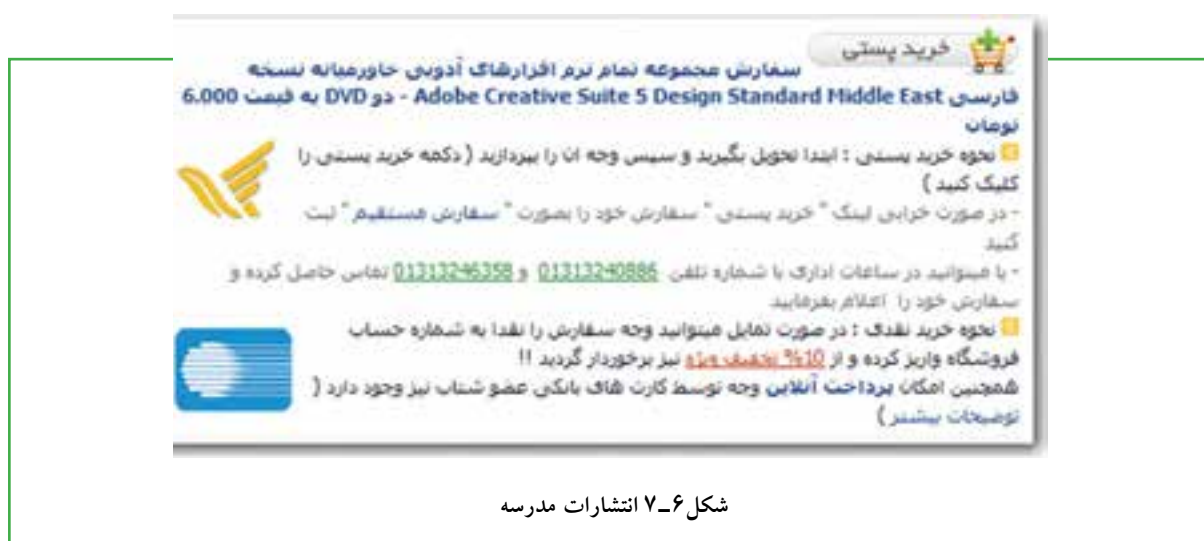 خرید پستی
سفارش مجموعه تمام نرم افزارهای آدوبی خاورمیانه نسخه
فارسی Adobe Creative Suite 5 Design Standard Middle East - دو DVD به قیمت 6.000
تومان
نحوه خرید پستی : ابتدا تحویل بگیرید و سپس وجه آن را بپردازید ( دکمه خرید پستی را
کلیک کنید )
- در صورت خرابی لینک " خرید پستی " سفارش خود را بصورت " سفارش مستقیم " ثبت
کنید
- یا میتوانید در ساعات اداری با شماره تلفن 01313240886 و 01313246358 تماس حاصل کرده و
سفارش خود را اعلام بفرمایید
نحوه خرید نقدی : در صورت تمایل میتوانید وجه سفارش را نقدا به شماره حساب
فروشگاه واریز کرده و از 10% تخفیف ویژه نیز برخوردار گردید !!
همچنین امکان پرداخت آنلاین وجه توسط کارت های بانکی عضو شتاب نیز وجود دارد (
توضیحات بیشتر )
شکل ۶-۷ انتشارات مدرسه